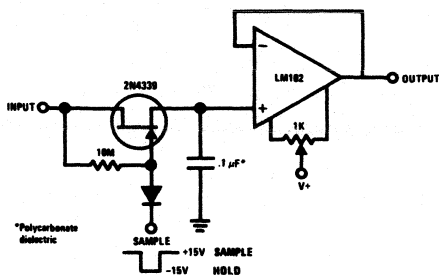 2N4339
INPUT
10M
−
LM102
+
OUTPUT
1K
V+
.1 µF*
*Polycarbonate
dielectric
SAMPLE
+15V SAMPLE
−15V HOLD